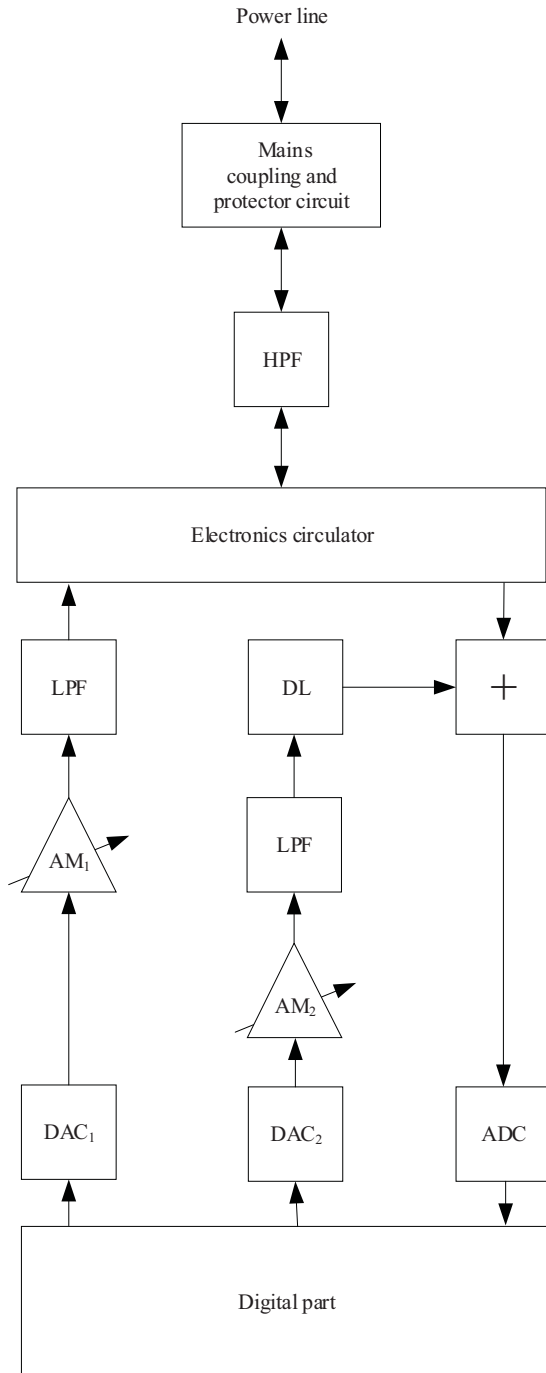 Power line
Mains
coupling and
protector circuit
HPF
Electronics circulator
LPF
DL
+
LPF
AM₁
AM₂
DAC₁
DAC₂
ADC
Digital part